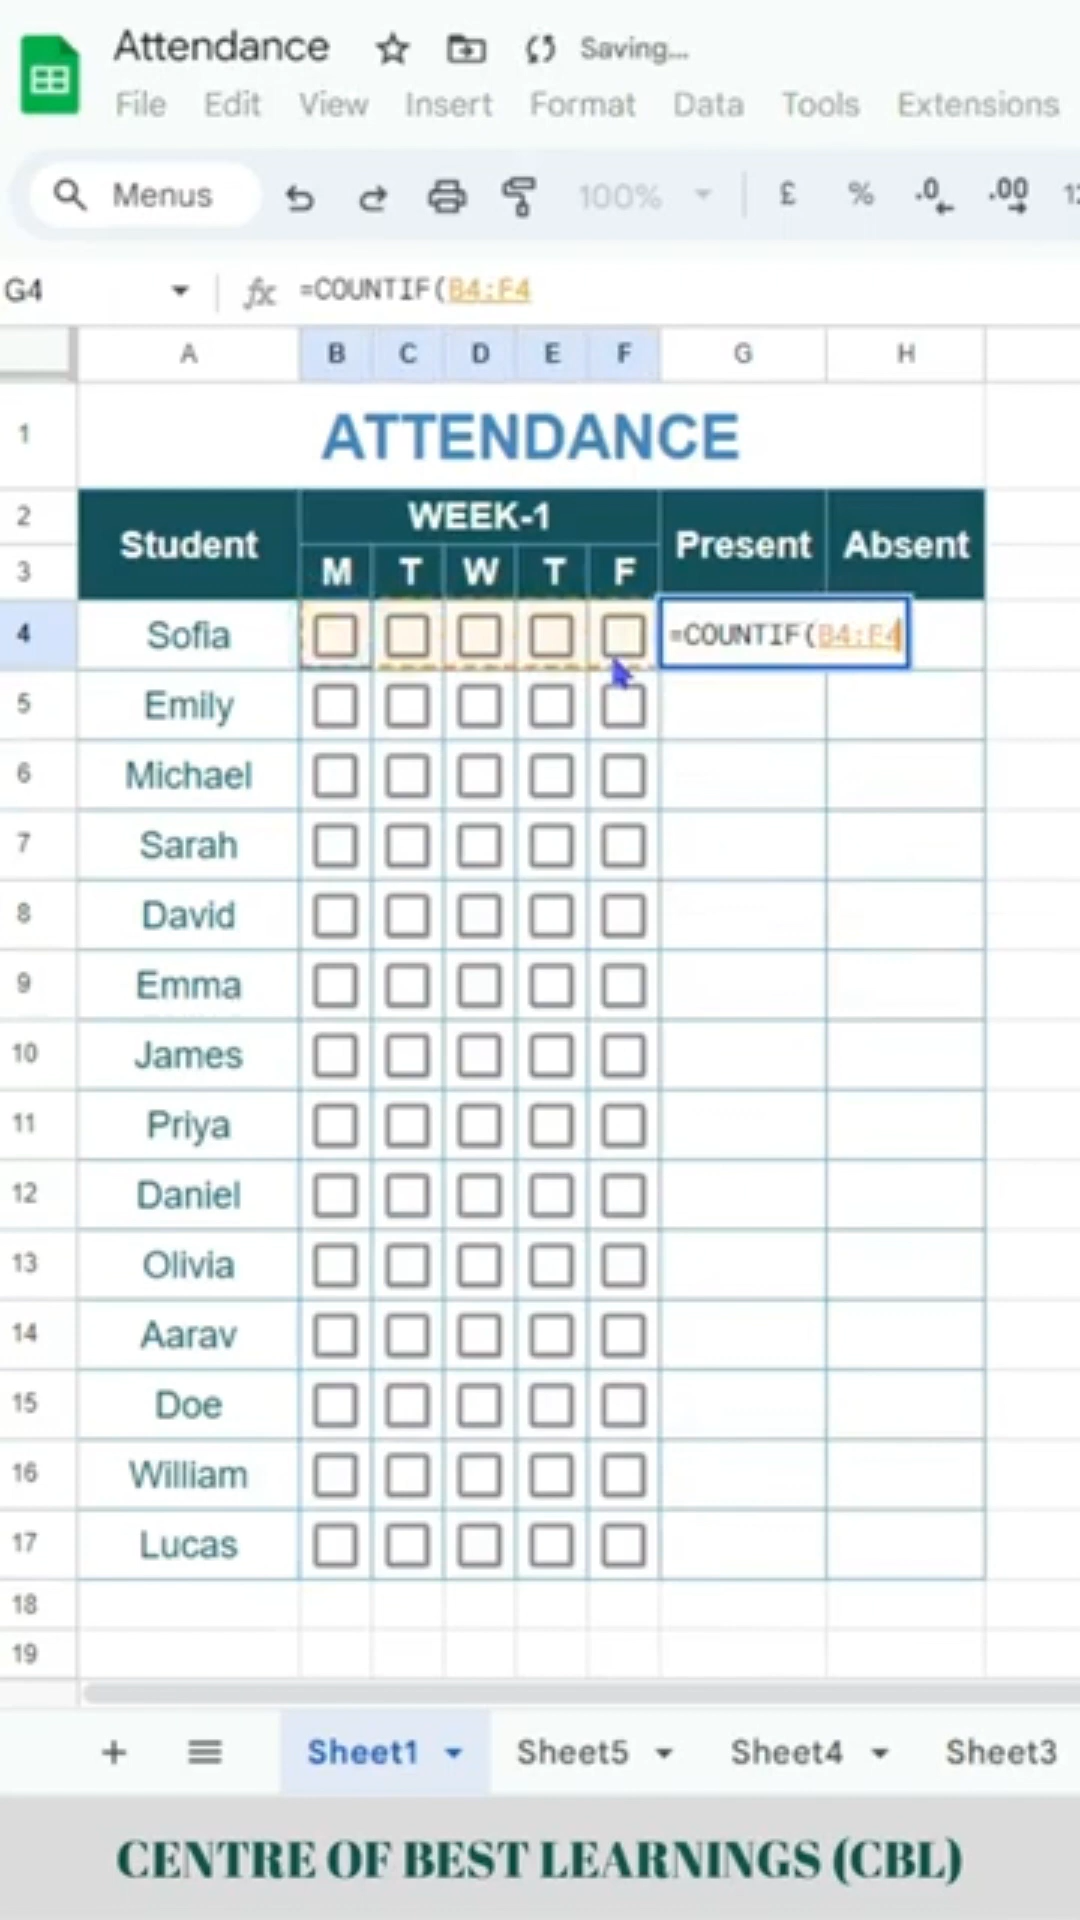 Attendance Saving...
File Edit View Insert Format Data Tools Extensions
Menus 100% £ % .0 .00
G4 fx =COUNTIF(B4:F4
A B C D E F G H
1 ATTENDANCE
2 Student WEEK-1 Present Absent
3 M T W T F
4 Sofia =COUNTIF(B4:F4
5 Emily
6 Michael
7 Sarah
8 David
9 Emma
10 James
11 Priya
12 Daniel
13 Olivia
14 Aarav
15 Doe
16 William
17 Lucas
18
19
+ Sheet1 Sheet5 Sheet4 Sheet3
CENTRE OF BEST LEARNINGS (CBL)